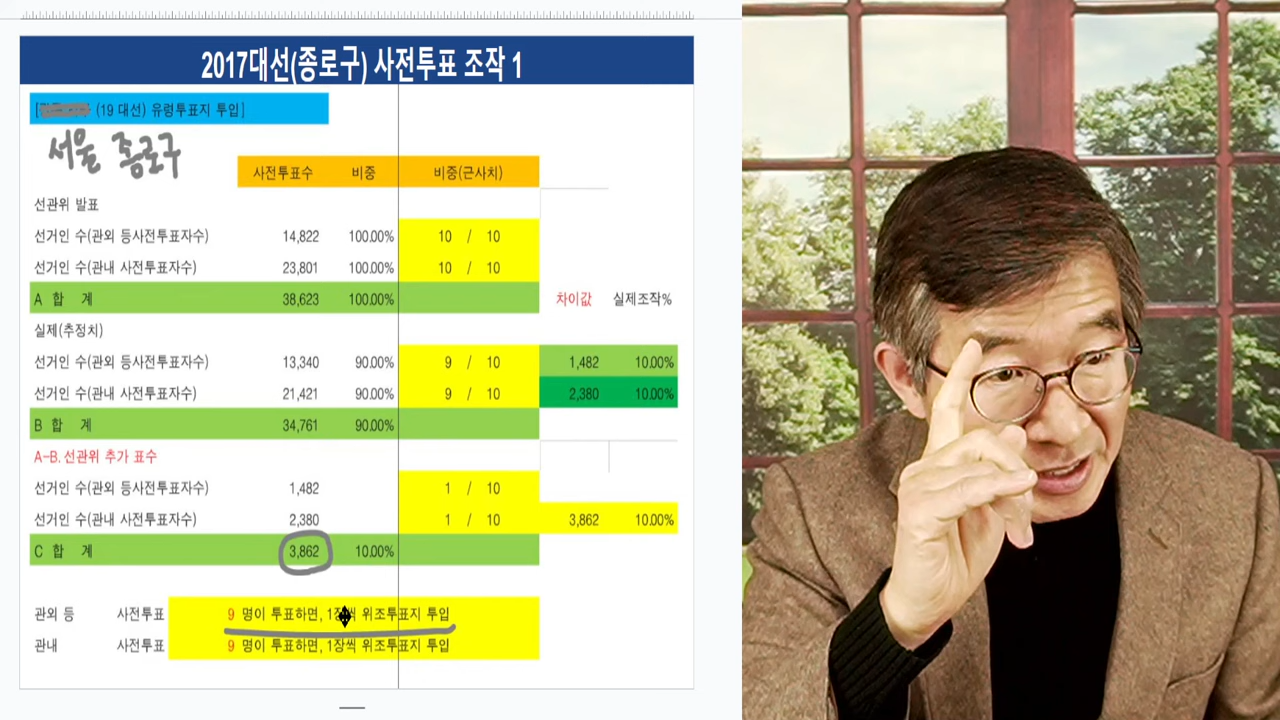 2017대선(종로구) 사전투표 조작 1
[ (19 대선) 유령투표지 투입]
서울 종로구
사전투표수 비중 비중(근사치)
선관위 발표
선거인 수(관외 등사전투표자수) 14,822 100.00% 10 / 10
선거인 수(관내 사전투표자수) 23,801 100.00% 10 / 10
A 합 계 38,623 100.00% 차이값 실제조작%
실제(추정치)
선거인 수(관외 등사전투표자수) 13,340 90.00% 9 / 10 1,482 10.00%
선거인 수(관내 사전투표자수) 21,421 90.00% 9 / 10 2,380 10.00%
B 합 계 34,761 90.00%
A-B. 선관위 추가 표수
선거인 수(관외 등사전투표자수) 1,482 1 / 10
선거인 수(관내 사전투표자수) 2,380 1 / 10 3,862 10.00%
C 합 계 3,862 10.00%
관외 등 사전투표 9 명이 투표하면, 1장씩 위조투표지 투입
관내 사전투표 9 명이 투표하면, 1장씩 위조투표지 투입